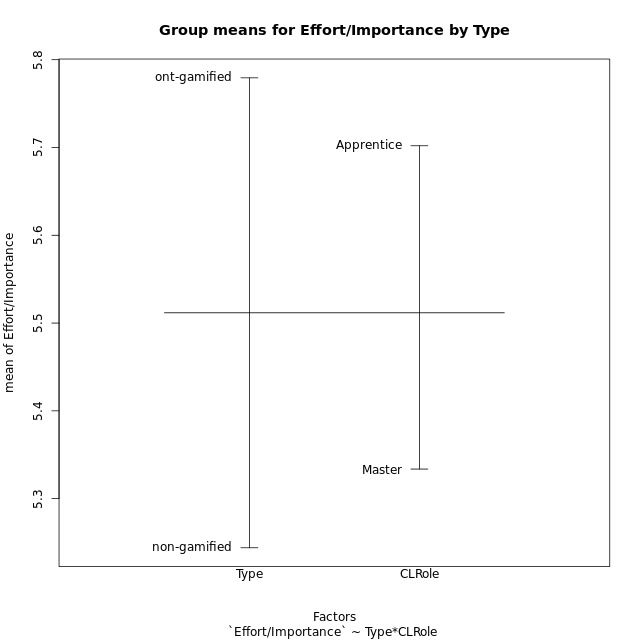 Group means for Effort/Importance by Type
mean of Effort/Importance
5.8
5.7
5.6
5.5
5.4
5.3
ont-gamified
Apprentice
Master
non-gamified
Type
CLRole
Factors
`Effort/Importance` ~ Type*CLRole